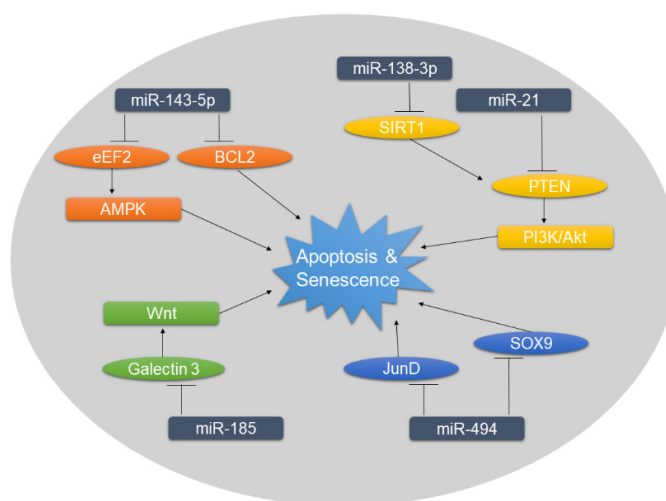 miR-138-3p
miR-143-5p
miR-21
SIRT1
eEF2
BCL2
PTEN
AMPK
PI3K/Akt
Apoptosis &
Senescence
Wnt
SOX9
Galectin 3
JunD
miR-185
miR-494